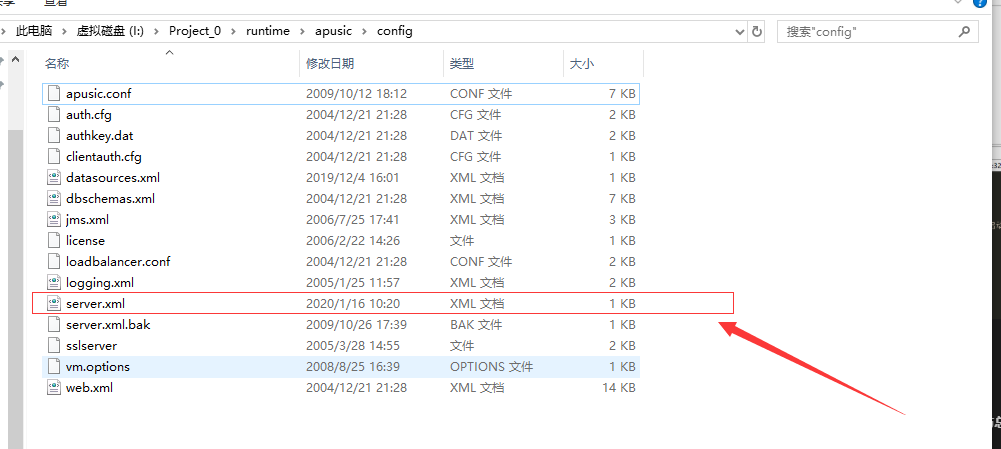 查看
此电脑 › 虚拟磁盘 (I:) › Project_0 › runtime › apusic › config
搜索"config"
名称 修改日期 类型 大小
apusic.conf 2009/10/12 18:12 CONF 文件 7 KB
auth.cfg 2004/12/21 21:28 CFG 文件 2 KB
authkey.dat 2004/12/21 21:28 DAT 文件 2 KB
clientauth.cfg 2004/12/21 21:28 CFG 文件 1 KB
datasources.xml 2019/12/4 16:01 XML 文档 1 KB
dbschemas.xml 2004/12/21 21:28 XML 文档 7 KB
jms.xml 2006/7/25 17:41 XML 文档 3 KB
license 2006/2/22 14:26 文件 1 KB
loadbalancer.conf 2004/12/21 21:28 CONF 文件 2 KB
logging.xml 2005/1/25 11:57 XML 文档 2 KB
server.xml 2020/1/16 10:20 XML 文档 1 KB
server.xml.bak 2009/10/26 17:39 BAK 文件 1 KB
sslserver 2005/3/28 14:55 文件 2 KB
vm.options 2008/8/25 16:39 OPTIONS 文件 1 KB
web.xml 2004/12/21 21:28 XML 文档 14 KB